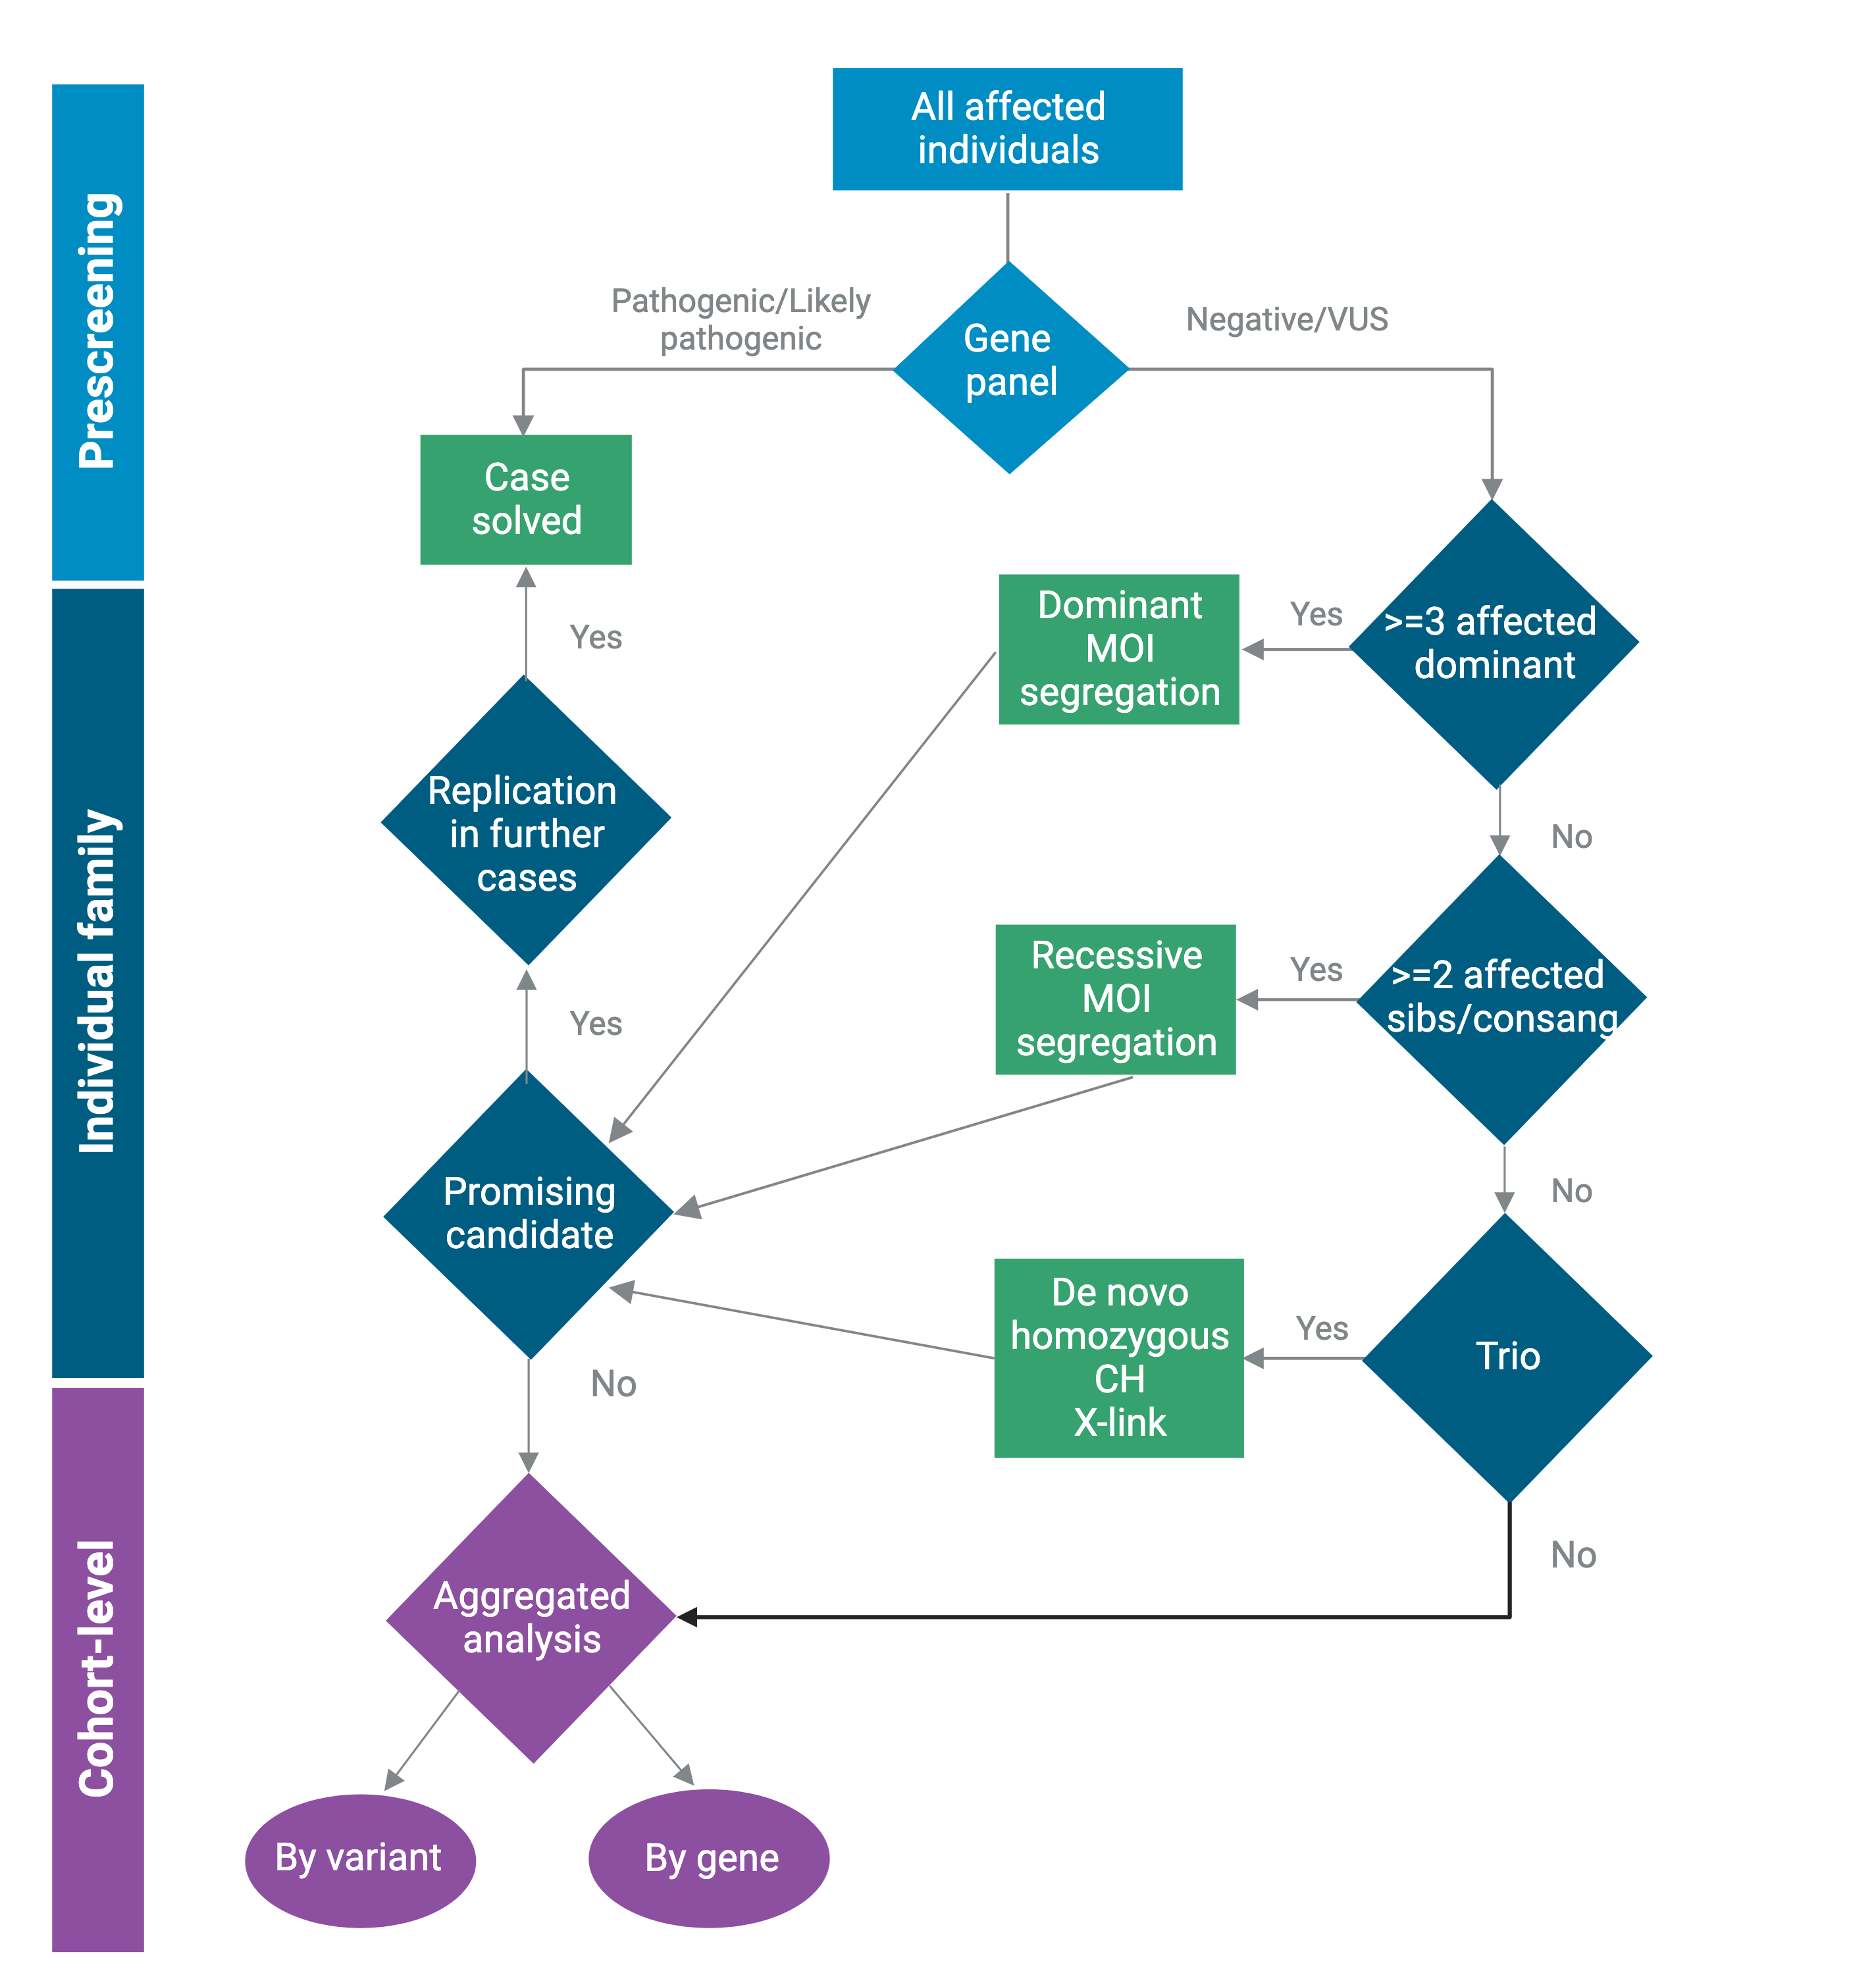 All affected
individuals
Prescreening
Pathogenic/Likely
pathogenic
Gene
panel
Negative/VUS
Case
solved
Dominant
MOI
segregation
Yes
>=3 affected
dominant
Yes
Individual family
Replication
in further
cases
No
Recessive
MOI
segregation
Yes
>=2 affected
sibs/consang
Yes
Promising
candidate
No
De novo
homozygous
CH
X-link
Yes
Trio
No
No
Cohort-level
Aggregated
analysis
By variant
By gene